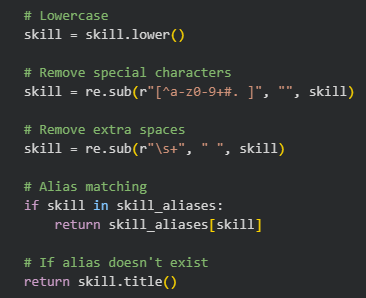 # Lowercase
skill = skill.lower()
# Remove special characters
skill = re.sub(r"[^a-z0-9+#. ]", "", skill)
# Remove extra spaces
skill = re.sub(r"\s+", " ", skill)
# Alias matching
if skill in skill_aliases:
    return skill_aliases[skill]
# If alias doesn't exist
return skill.title()